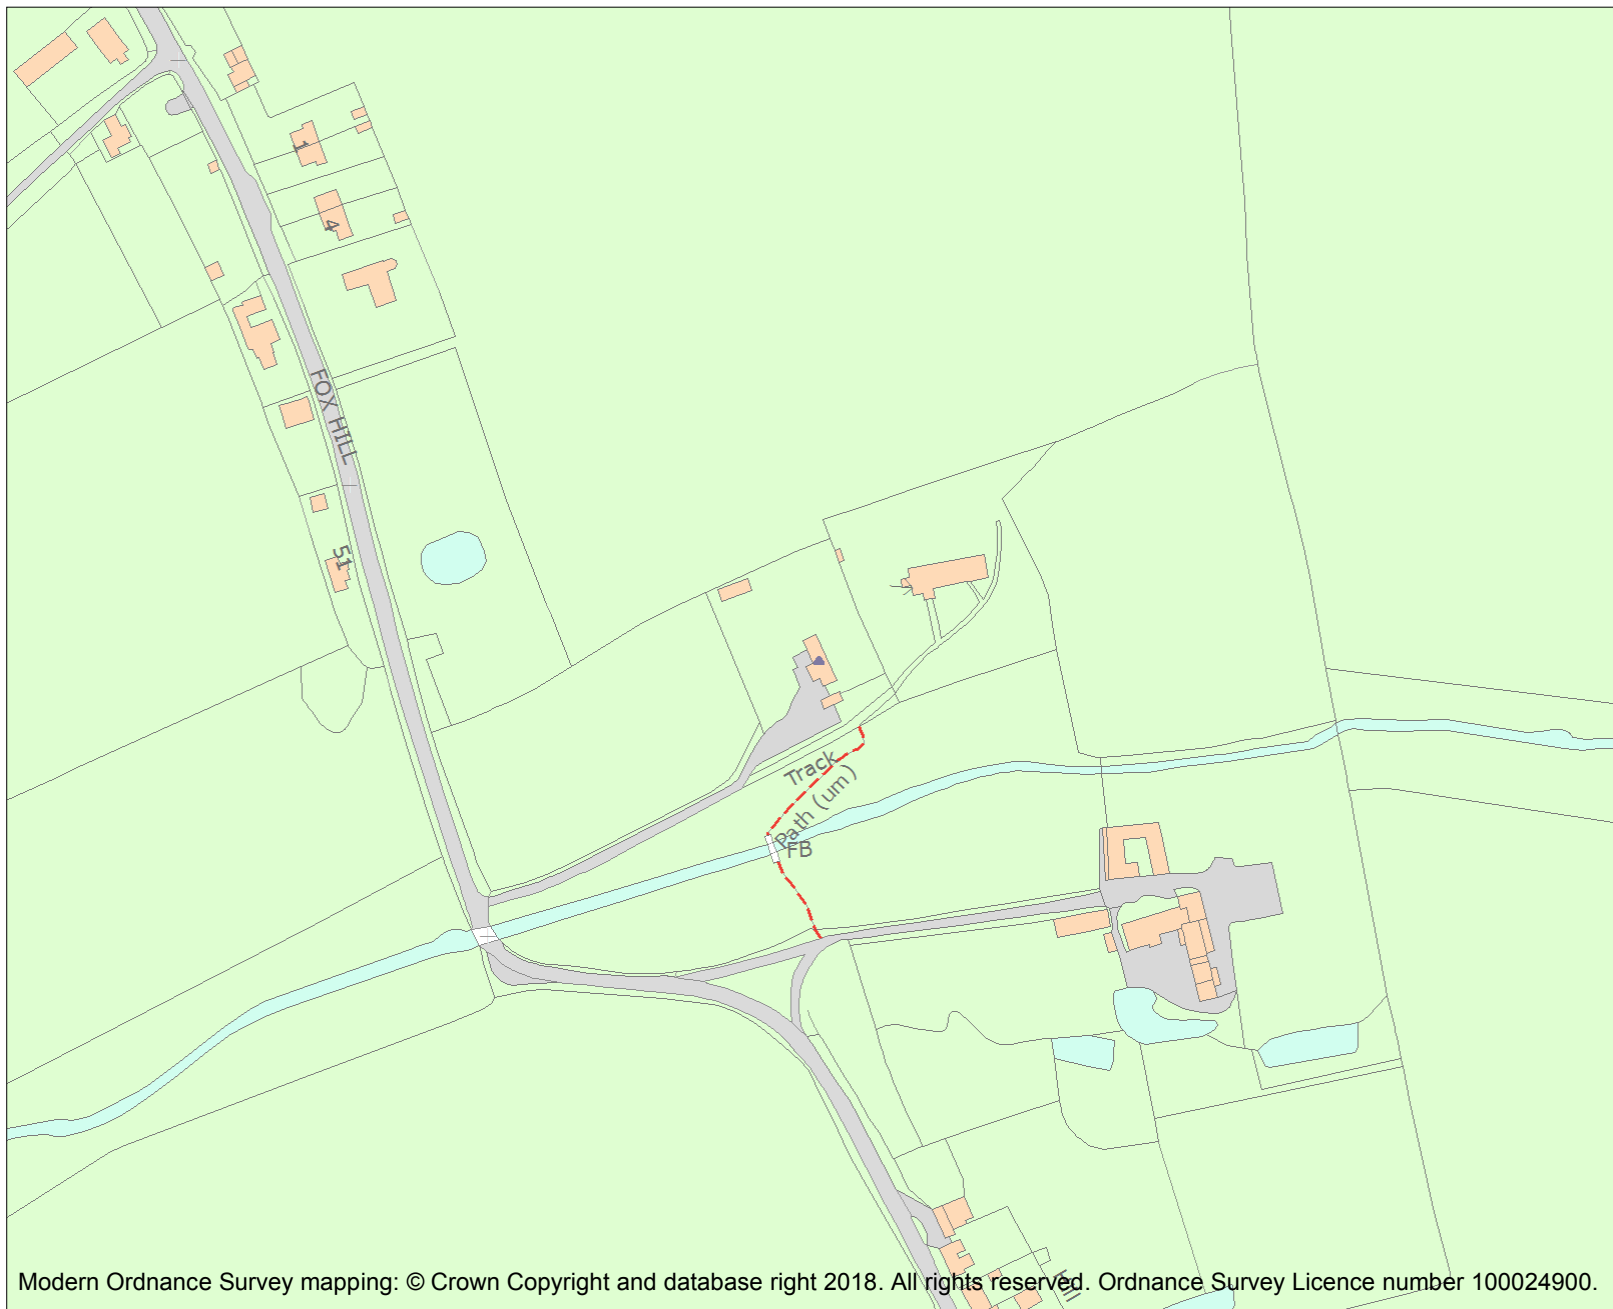 1
4
FOX HILL
51
Track
Path (um)
FB
Modern Ordnance Survey mapping: © Crown Copyright and database right 2018. All rights reserved. Ordnance Survey Licence number 100024900.